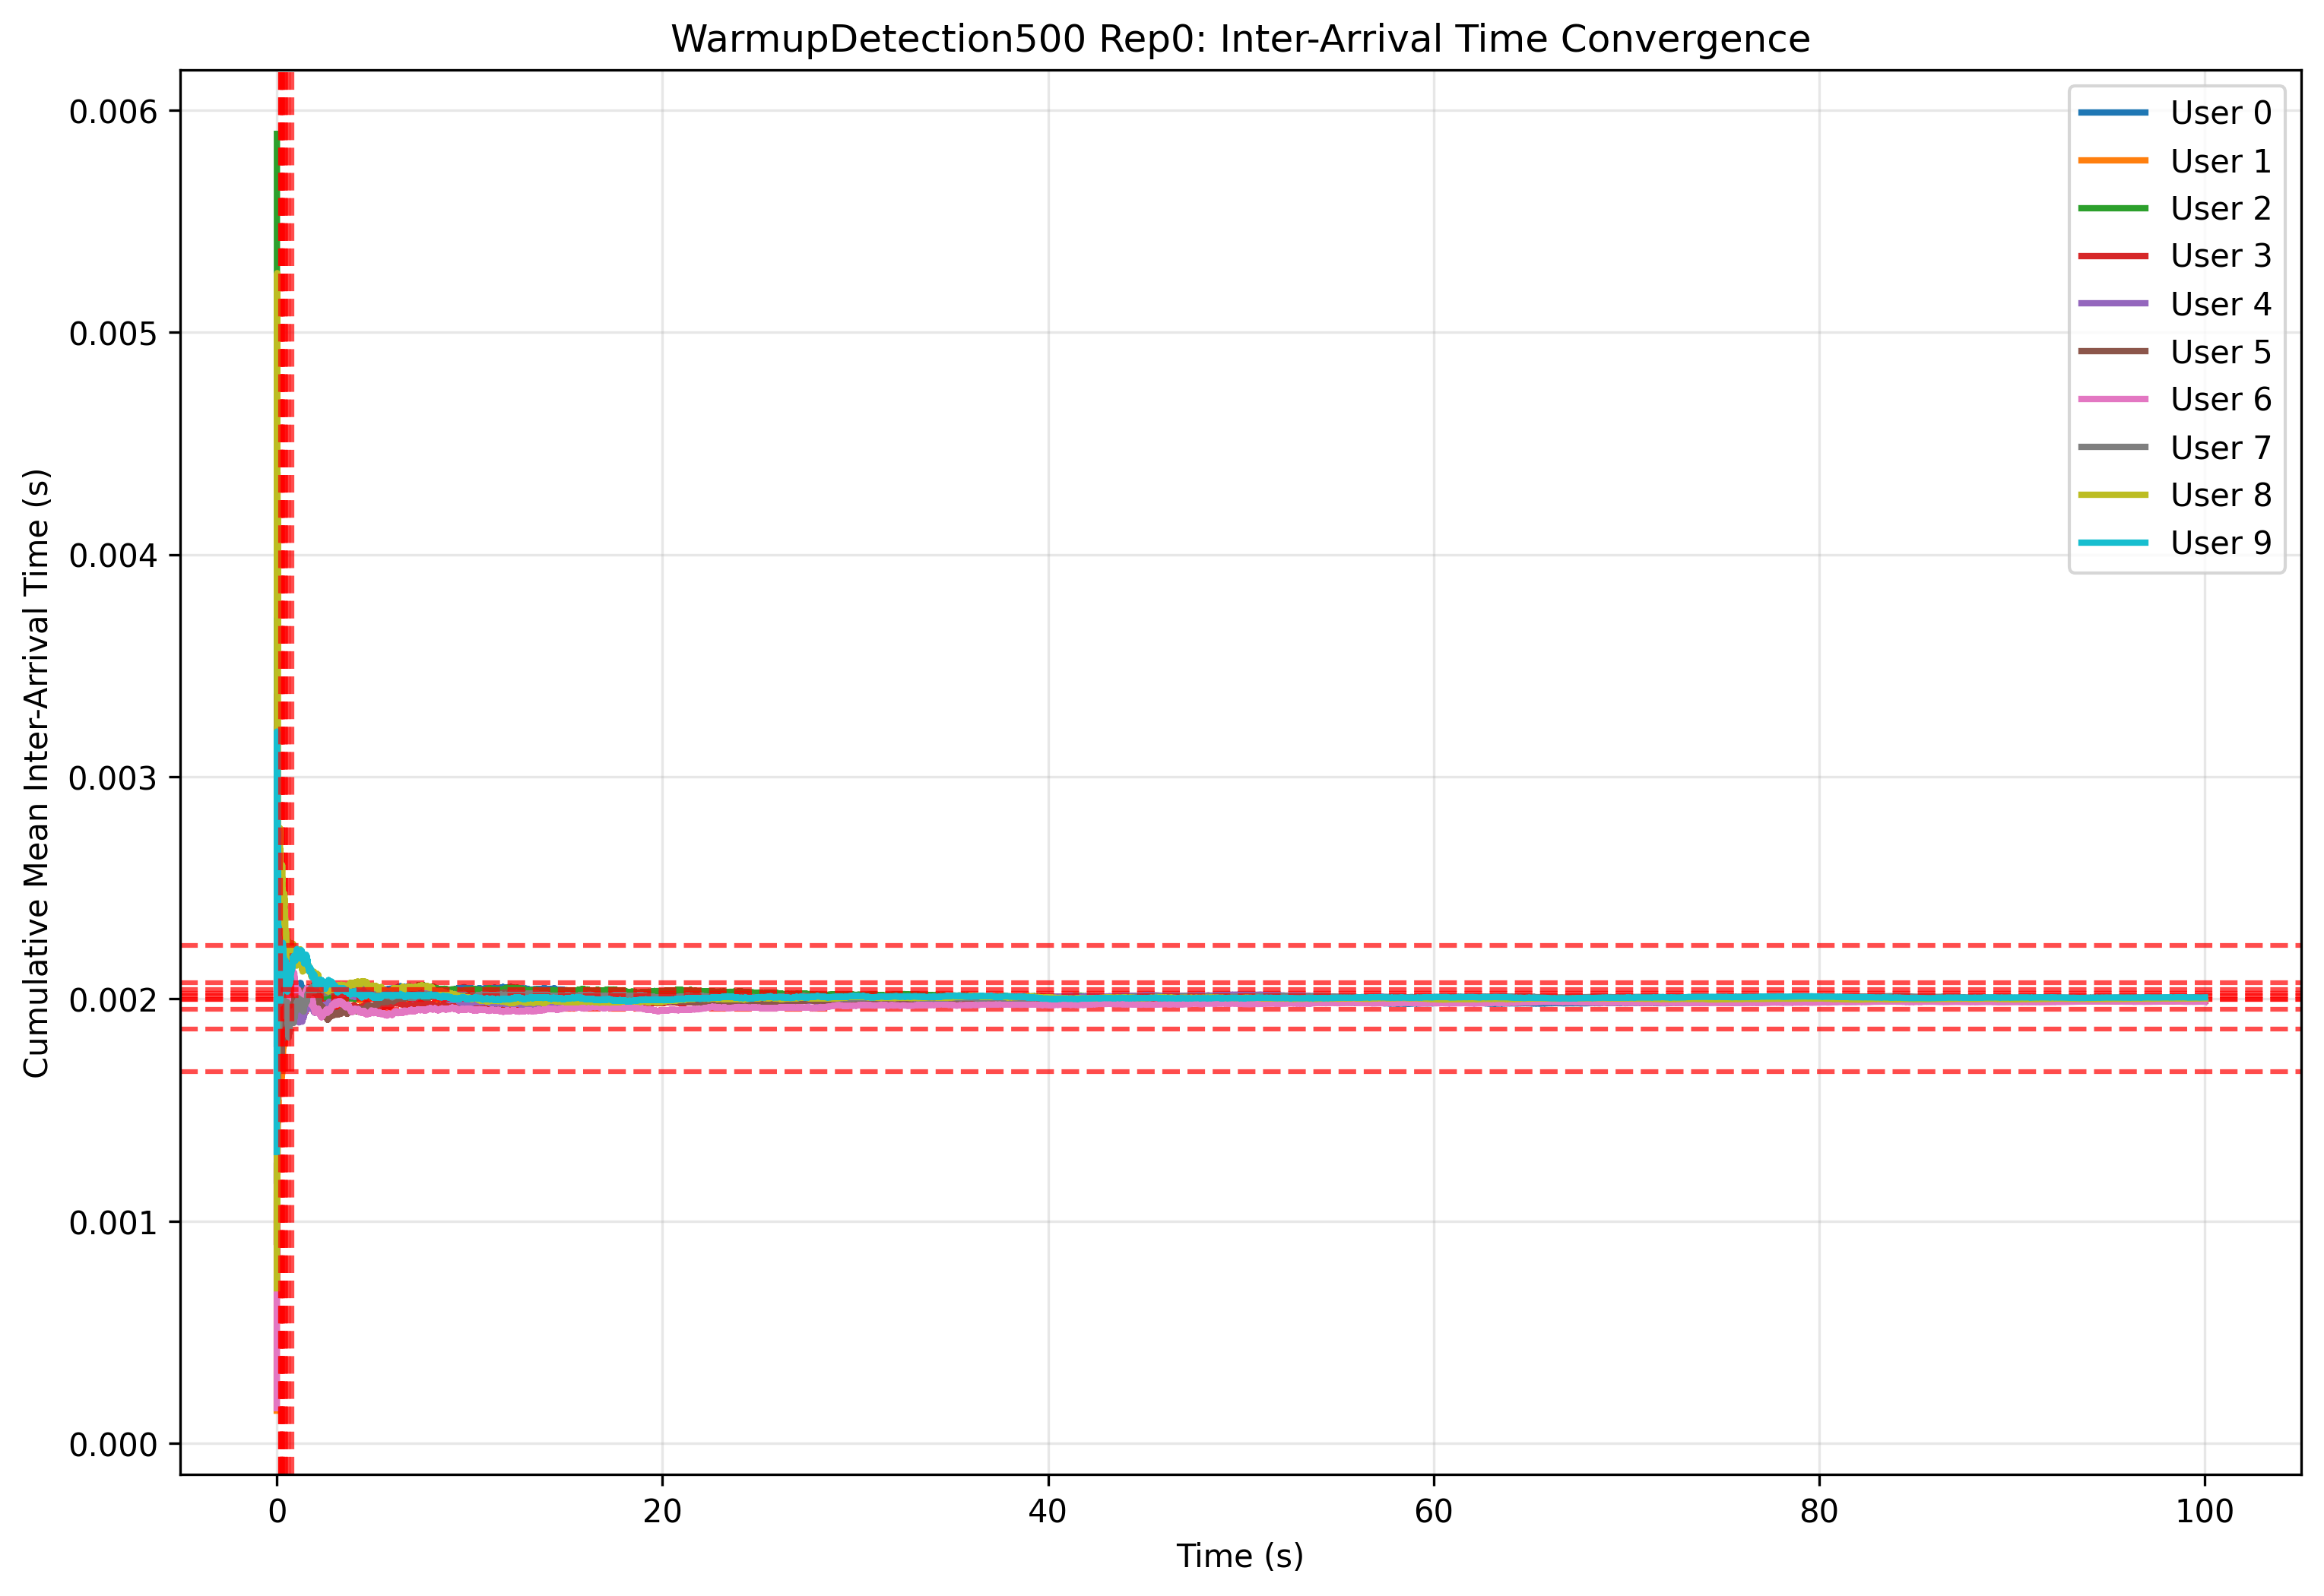 WarmupDetection500 Rep0: Inter-Arrival Time Convergence
0.006
0.005
0.004
0.003
0.002
0.001
0.000
Cumulative Mean Inter-Arrival Time (s)
User 0
User 1
User 2
User 3
User 4
User 5
User 6
User 7
User 8
User 9
0 20 40 60 80 100
Time (s)